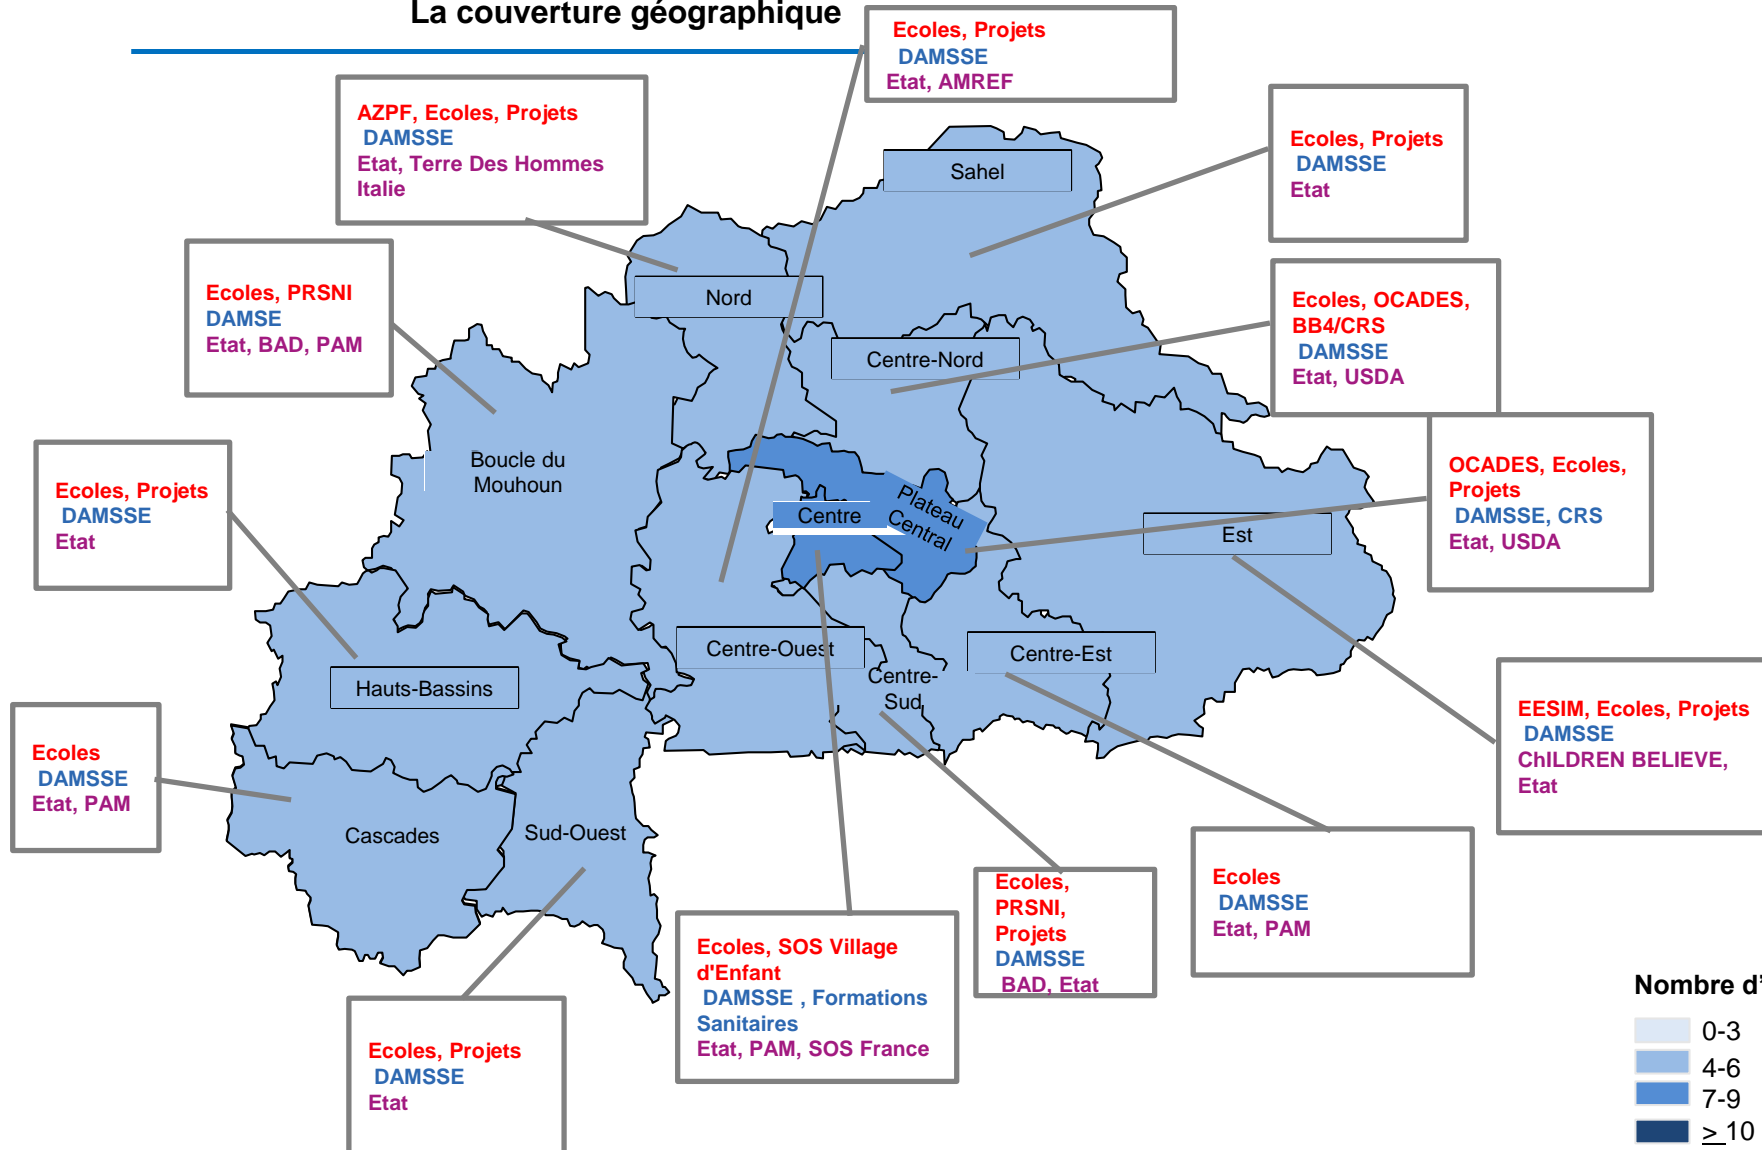 La couverture géographique
Ecoles, Projets
DAMSSE
Etat, AMREF
AZPF, Ecoles, Projets
DAMSSE
Etat, Terre Des Hommes
Italie
Ecoles, Projets
DAMSSE
Etat
Sahel
Ecoles, PRSNI
DAMSE
Etat, BAD, PAM
Nord
Ecoles, OCADES,
BB4/CRS
DAMSSE
Etat, USDA
Centre-Nord
Boucle du
Mouhoun
Ecoles, Projets
DAMSSE
Etat
OCADES, Ecoles,
Projets
DAMSSE, CRS
Etat, USDA
Centre
Plateau
Central
Est
Centre-Ouest
Centre-Est
Centre-
Sud
Hauts-Bassins
Ecoles
DAMSSE
Etat, PAM
EESIM, Ecoles, Projets
DAMSSE
ChILDREN BELIEVE,
Etat
Cascades
Sud-Ouest
Ecoles, SOS Village
d'Enfant
DAMSSE , Formations
Sanitaires
Etat, PAM, SOS France
Ecoles,
PRSNI,
Projets
DAMSSE
BAD, Etat
Ecoles
DAMSSE
Etat, PAM
Ecoles, Projets
DAMSSE
Etat
Nombre d'
0-3
4-6
7-9
> 10